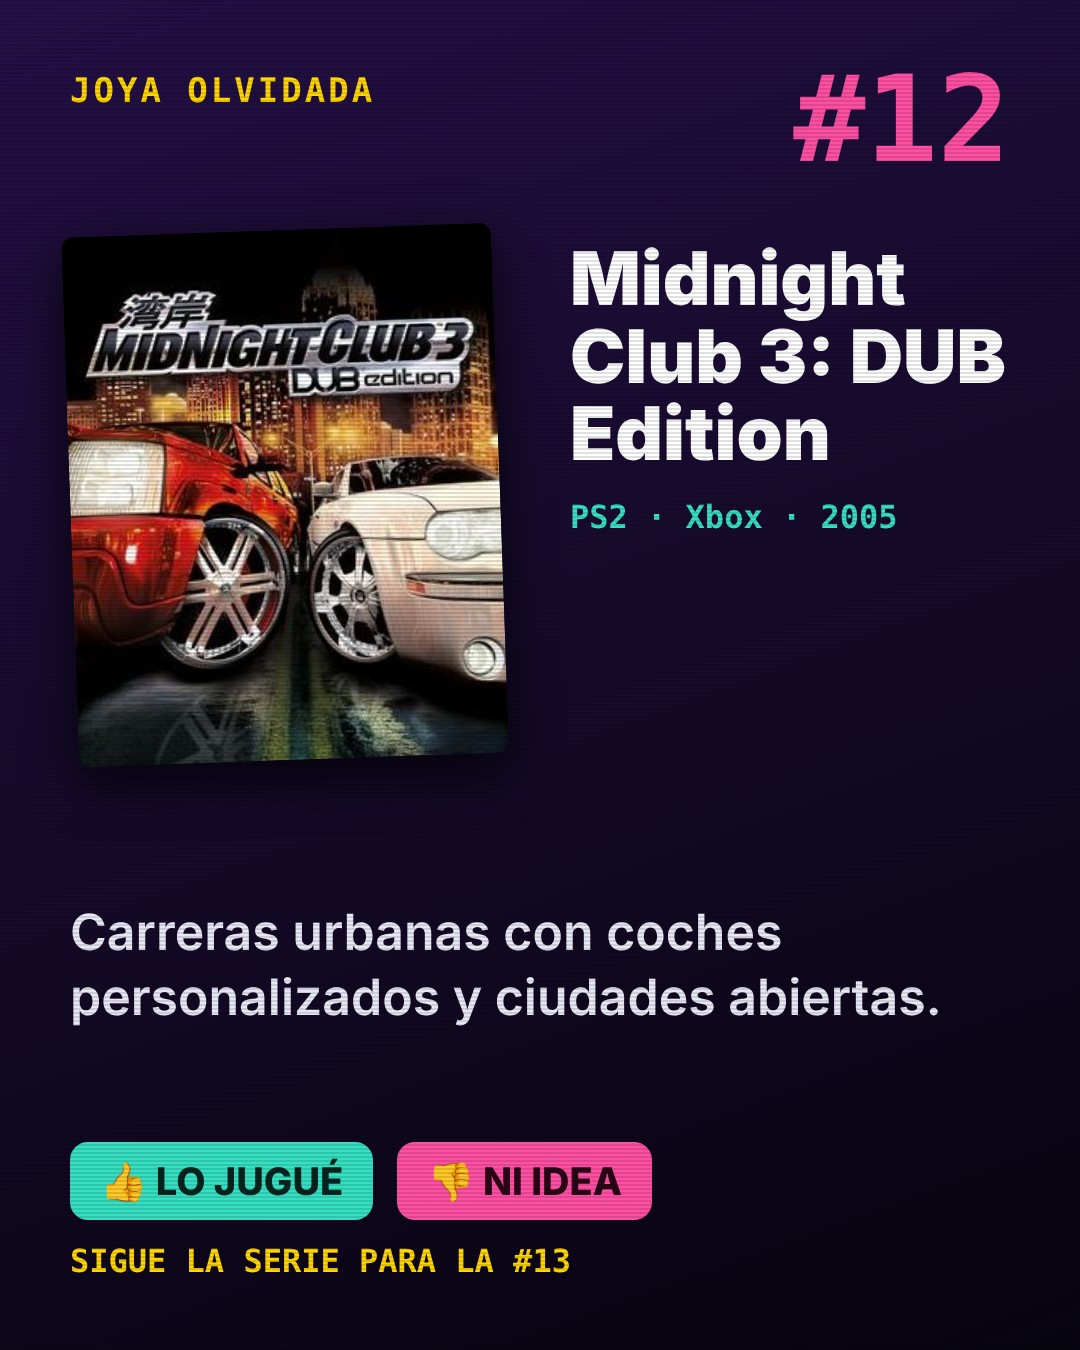 JOYA OLVIDADA
#12
湾岸
MIDNIGHT CLUB 3
DUB edition
Midnight
Club 3: DUB
Edition
PS2 · Xbox · 2005
Carreras urbanas con coches
personalizados y ciudades abiertas.
👍 LO JUGUÉ
👎 NI IDEA
SIGUE LA SERIE PARA LA #13